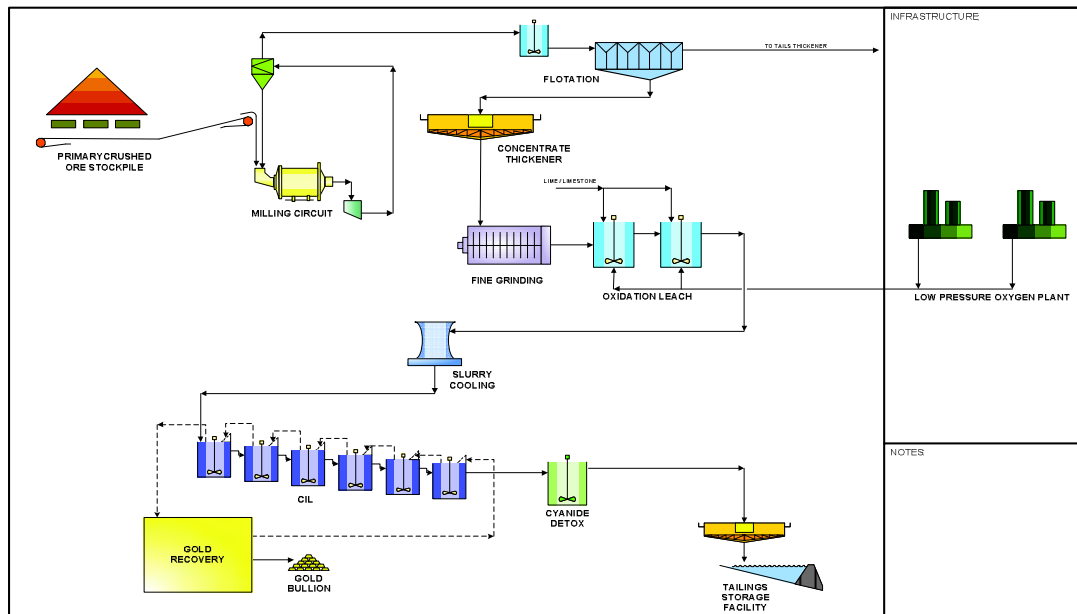 INFRASTRUCTURE
TO TAILS THICKENER
FLOTATION
PRIMARYCRUSHED
ORE STOCKPILE
CONCENTRATE
THICKENER
LIME / LIMESTONE
MILLING CIRCUIT
FINE GRINDING
OXIDATION LEACH
LOW PRESSURE OXYGEN PLANT
SLURRY
COOLING
NOTES
CIL
CYANIDE
DETOX
GOLD
RECOVERY
GOLD
BULLION
TAILINGS
STORAGE
FACILITY